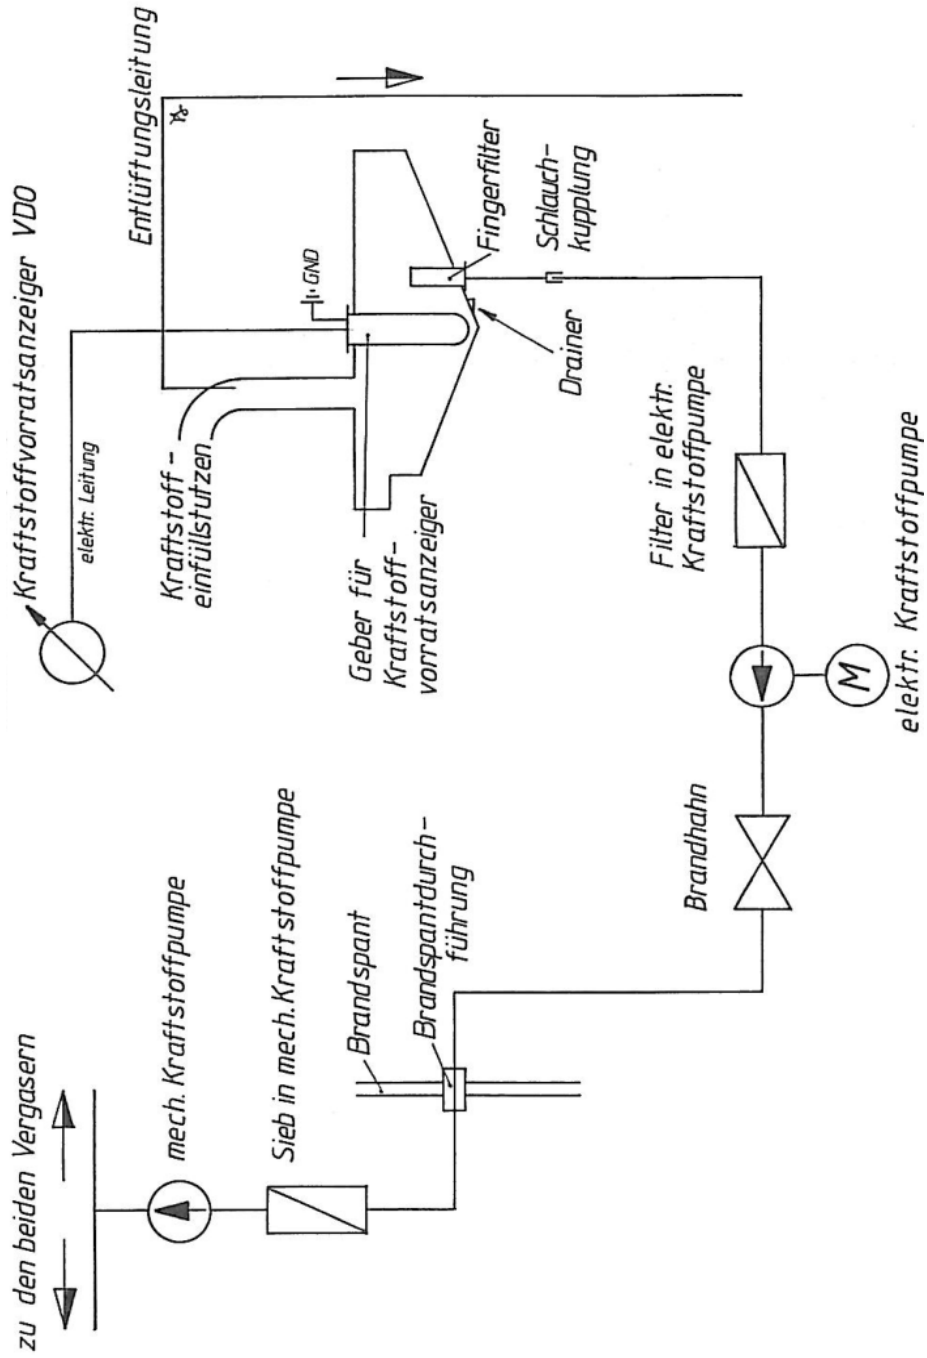 zu den beiden Vergasern
mech. Kraftstoffpumpe
Sieb in mech. Kraftstoffpumpe
Brandspant
Brandspantdurch-
führung
Kraftstoffvorratsanzeiger VDO
elektr. Leitung
Entlüftungsleitung
Kraftstoff-
einfüllstutzen
GND
Geber für
Kraftstoff-
vorratsanzeiger
Fingerfilter
Schlauch-
kupplung
Drainer
Filter in elektr.
Kraftstoffpumpe
Brandhahn
M
elektr. Kraftstoffpumpe